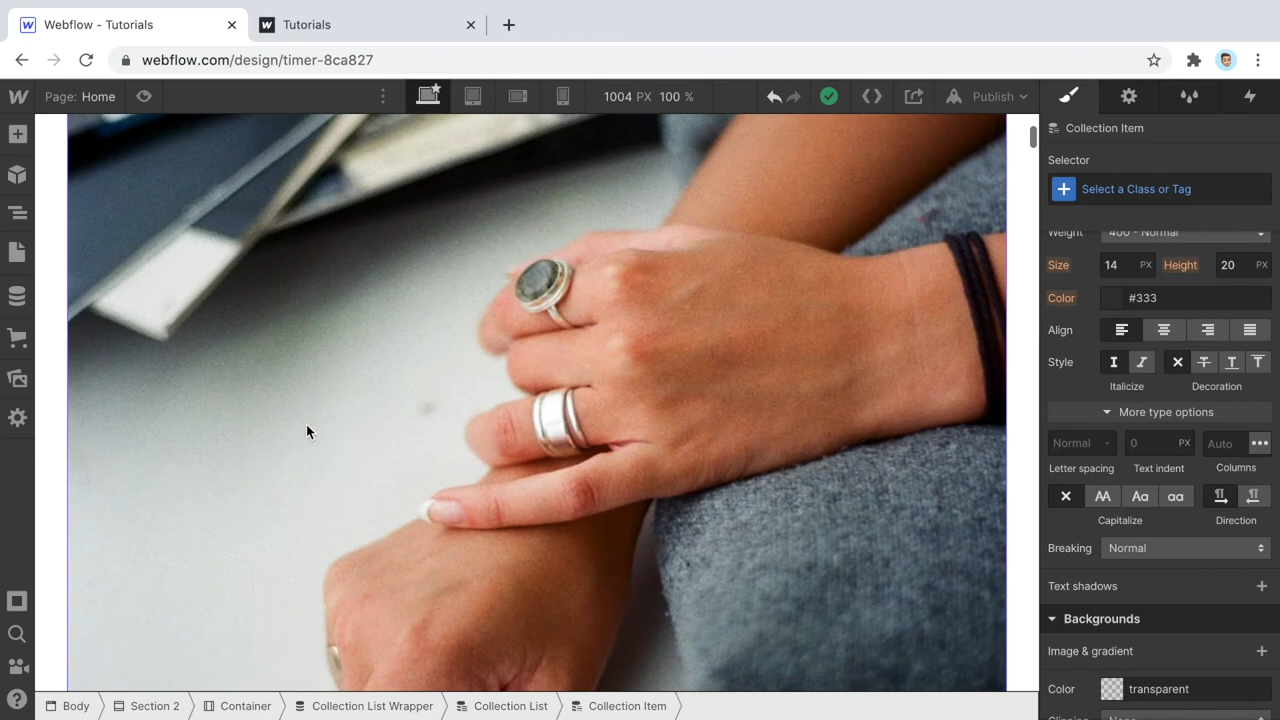 Webflow - Tutorials
Tutorials
webflow.com/design/timer-8ca827
Page: Home
1004 PX 100 %
Publish
Collection Item
Selector
Select a Class or Tag
Weight 400 - Normal
Size 14 PX Height 20 PX
Color #333
Align
Style
Italicize Decoration
More type options
Normal 0 PX Auto
Letter spacing Text indent Columns
AA Aa aa
Capitalize Direction
Breaking Normal
Text shadows
Backgrounds
Image & gradient
Color transparent
Body Section 2 Container Collection List Wrapper Collection List Collection Item